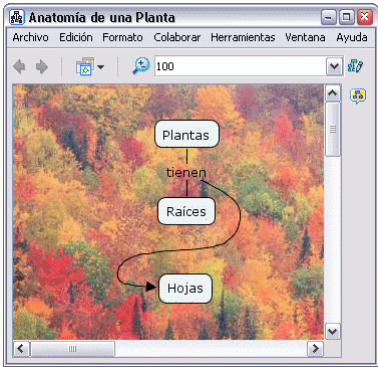 Anatomía de una Planta
Archivo Edición Formato Colaborar Herramientas Ventana Ayuda
100
Plantas
tienen
Raíces
Hojas